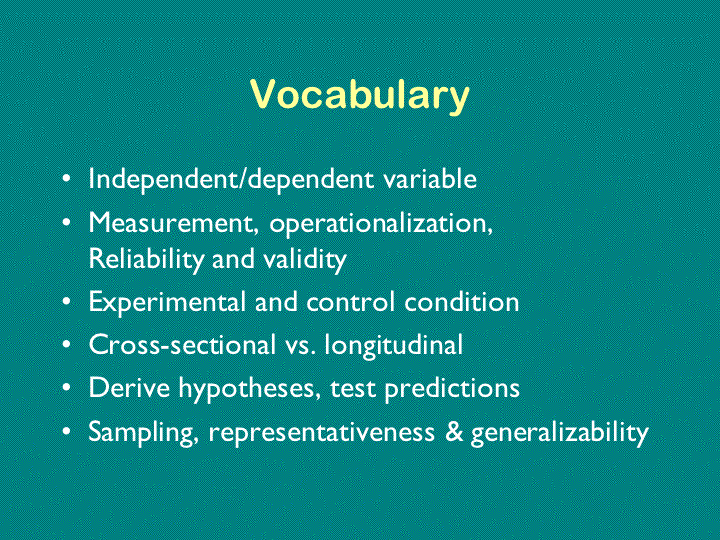 Vocabulary
• Independent/dependent variable
• Measurement, operationalization,
Reliability and validity
• Experimental and control condition
• Cross-sectional vs. longitudinal
• Derive hypotheses, test predictions
• Sampling, representativeness & generalizability